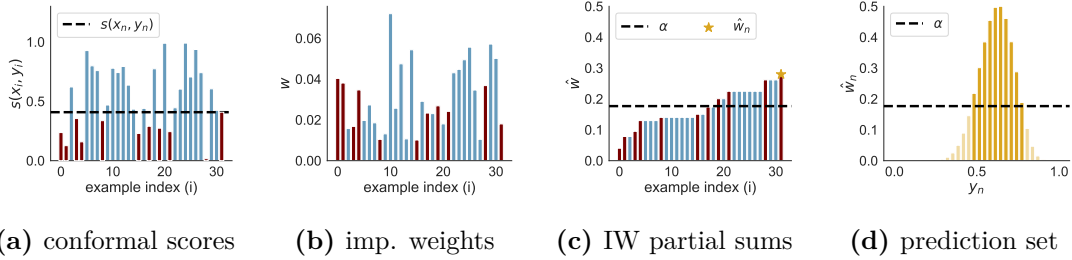 s(xₙ, yₙ)
1.0
0.5
0.0
s(xᵢ, yᵢ)
0 10 20 30
example index (i)
(a) conformal scores
0.06
0.04
0.02
0.00
w
0 10 20 30
example index (i)
(b) imp. weights
α ŵₙ
0.5
0.4
0.3
0.2
0.1
0.0
ŵ
0 10 20 30
example index (i)
(c) IW partial sums
α
0.5
0.4
0.3
0.2
0.1
0.0
ŵₙ
0.0 0.5 1.0
yₙ
(d) prediction set